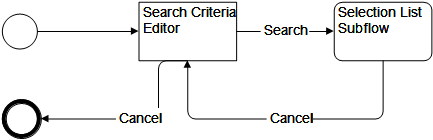 Search Criteria
Editor
Search
Selection List
Subflow
Cancel
Cancel